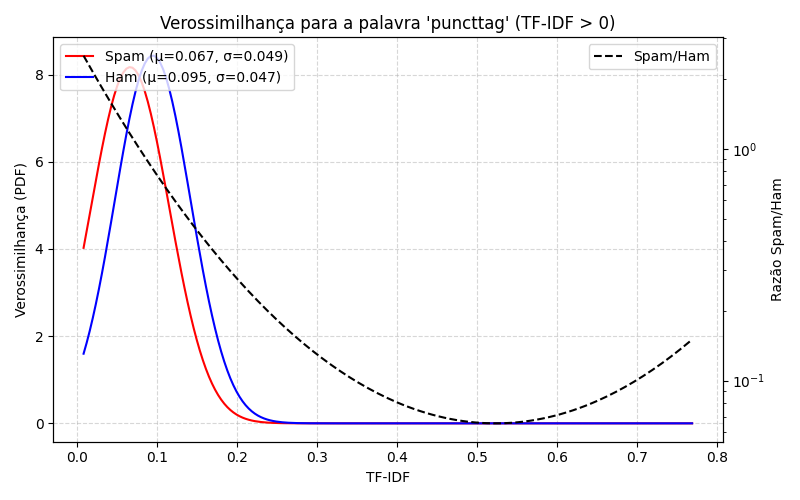 Verossimilhança para a palavra 'puncttag' (TF-IDF > 0)
Spam (μ=0.067, σ=0.049)
Ham (μ=0.095, σ=0.047)
Spam/Ham
Verossimilhança (PDF)
8
6
4
2
0
10⁰
10⁻¹
Razão Spam/Ham
0.0 0.1 0.2 0.3 0.4 0.5 0.6 0.7 0.8
TF-IDF